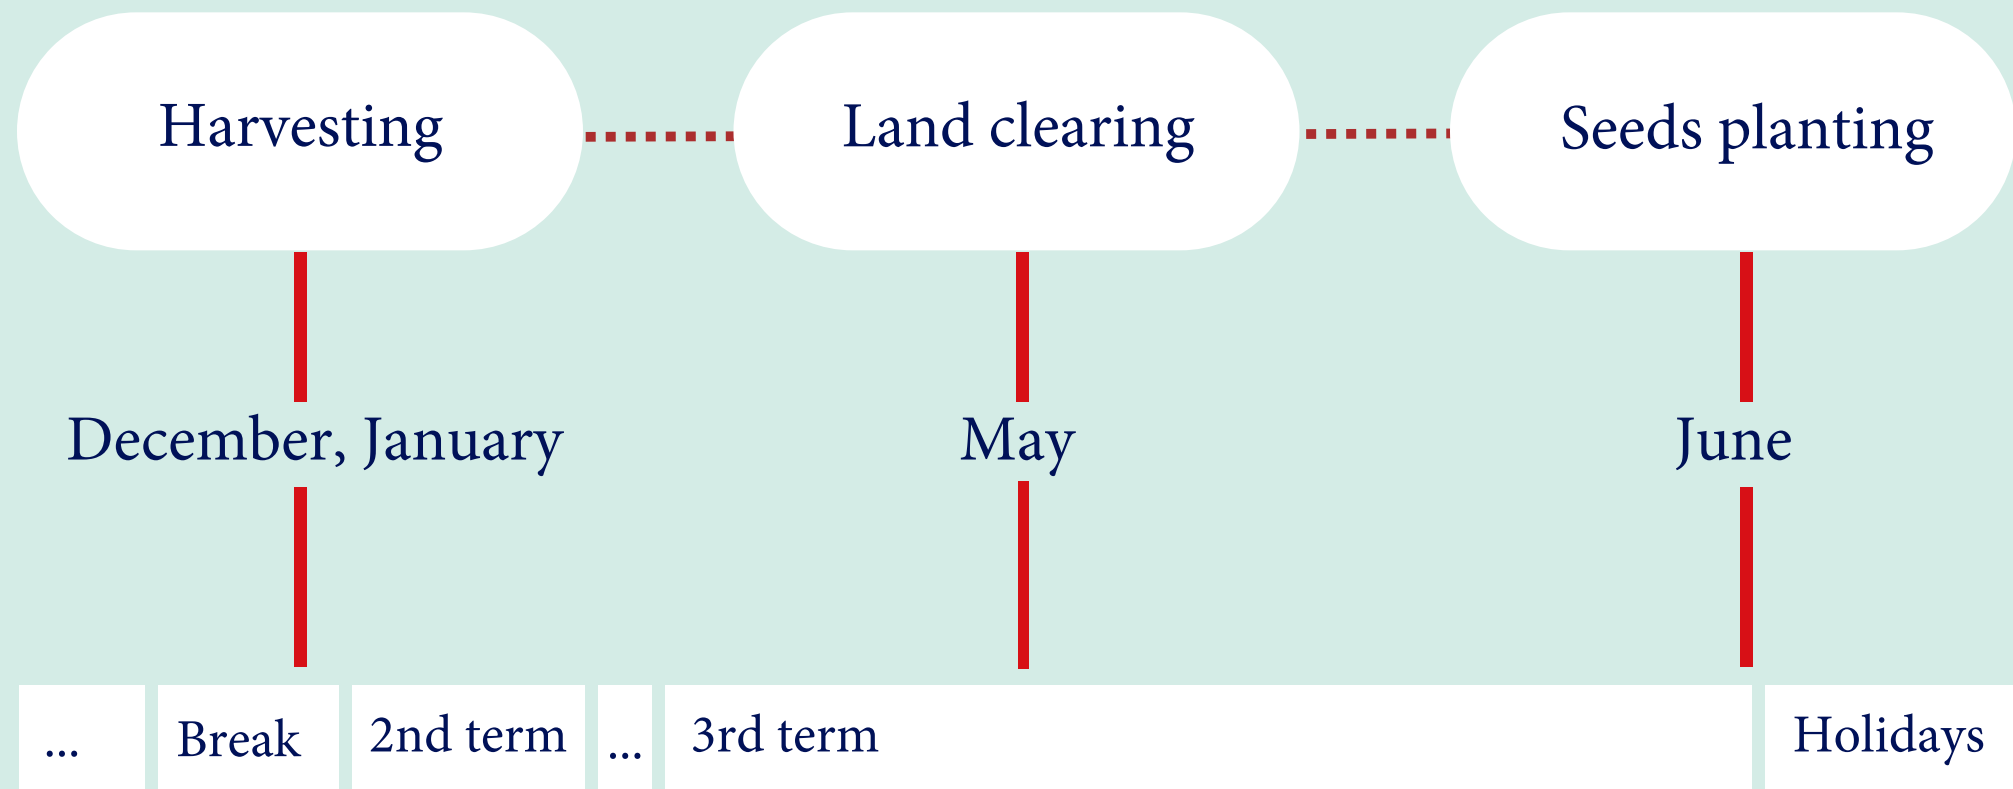 Harvesting
Land clearing
Seeds planting
December, January
May
June
...
Break
2nd term
...
3rd term
Holidays